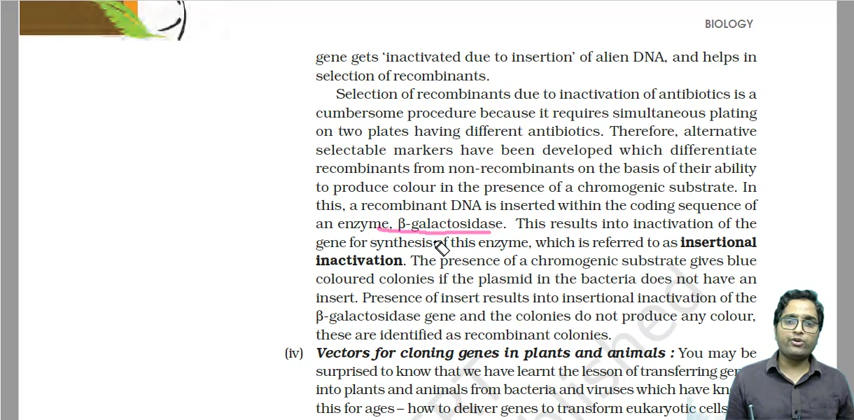 BIOLOGY
gene gets ‘inactivated due to insertion’ of alien DNA, and helps in
selection of recombinants.
Selection of recombinants due to inactivation of antibiotics is a
cumbersome procedure because it requires simultaneous plating
on two plates having different antibiotics. Therefore, alternative
selectable markers have been developed which differentiate
recombinants from non-recombinants on the basis of their ability
to produce colour in the presence of a chromogenic substrate. In
this, a recombinant DNA is inserted within the coding sequence of
an enzyme, β-galactosidase. This results into inactivation of the
gene for synthesis of this enzyme, which is referred to as insertional
inactivation. The presence of a chromogenic substrate gives blue
coloured colonies if the plasmid in the bacteria does not have an
insert. Presence of insert results into insertional inactivation of the
β-galactosidase gene and the colonies do not produce any colour,
these are identified as recombinant colonies.
(iv) Vectors for cloning genes in plants and animals : You may be
surprised to know that we have learnt the lesson of transferring
into plants and animals from bacteria and viruses which have
this for ages – how to deliver genes to transform eukaryotic